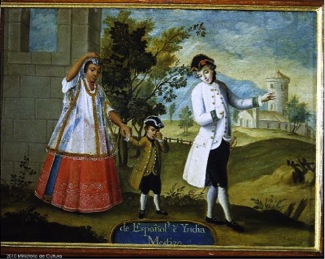 de Español è Yndia
Mestizo
2010 Ministerio de Cultura